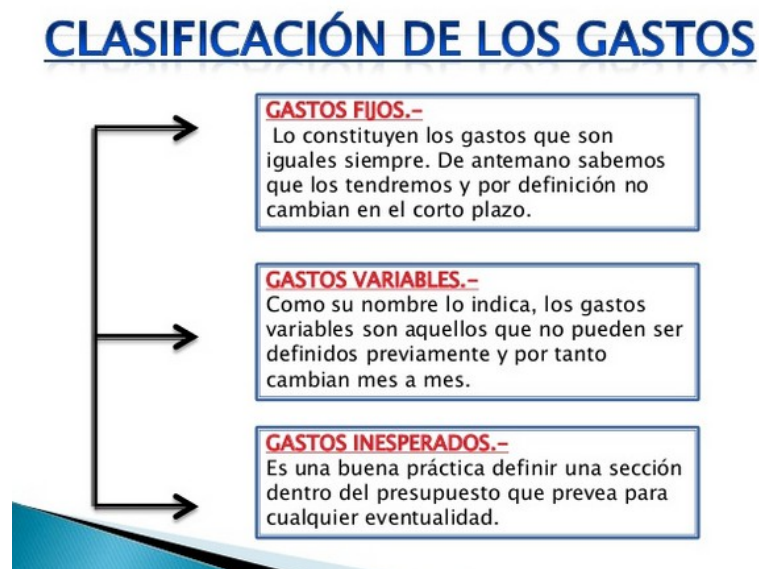 CLASIFICACIÓN DE LOS GASTOS
GASTOS FIJOS.-
Lo constituyen los gastos que son
iguales siempre. De antemano sabemos
que los tendremos y por definición no
cambian en el corto plazo.
GASTOS VARIABLES.-
Como su nombre lo indica, los gastos
variables son aquellos que no pueden ser
definidos previamente y por tanto
cambian mes a mes.
GASTOS INESPERADOS.-
Es una buena práctica definir una sección
dentro del presupuesto que prevea para
cualquier eventualidad.